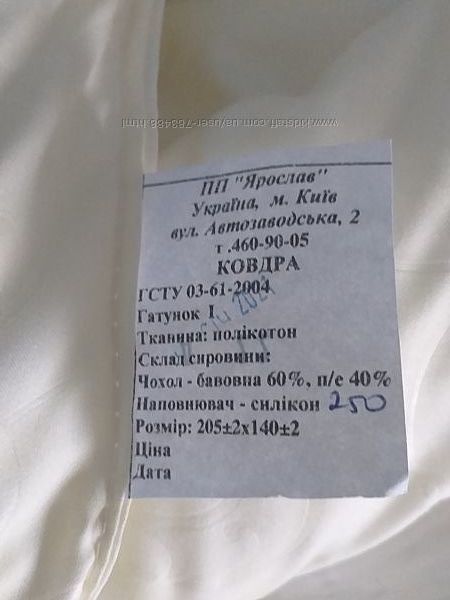 ПП "Ярослав"
Україна, м. Київ
вул. Автозаводська, 2
т .460-90-05
КОВДРА
ГСТУ 03-61-2004
Гатунок І
Тканина: полікотон
Склад сировини:
Чохол - бавовна 60%, п/е 40%
Наповнювач - силікон 250
Розмір: 205±2х140±2
Ціна
Дата